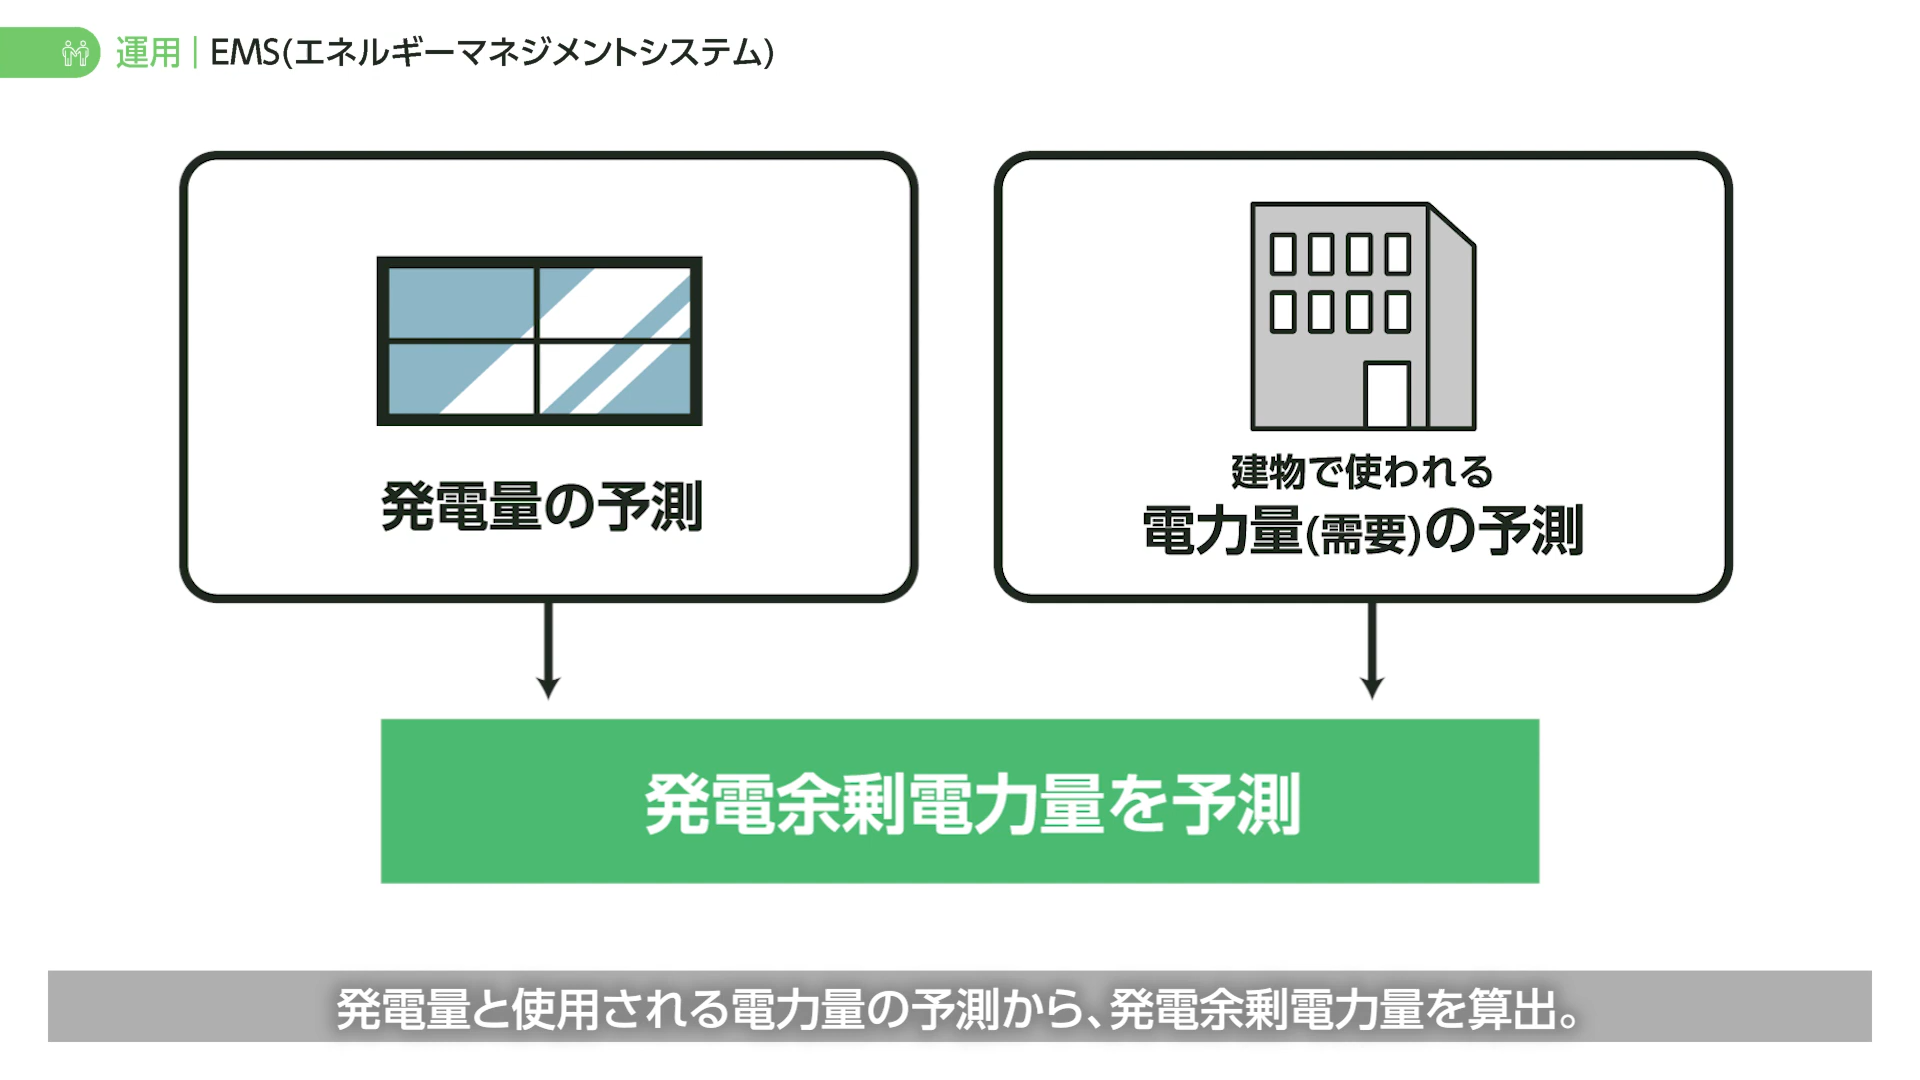 運用｜EMS(エネルギーマネジメントシステム)
発電量の予測
建物で使われる
電力量(需要)の予測
発電余剰電力量を予測
発電量と使用される電力量の予測から、発電余剰電力量を算出。